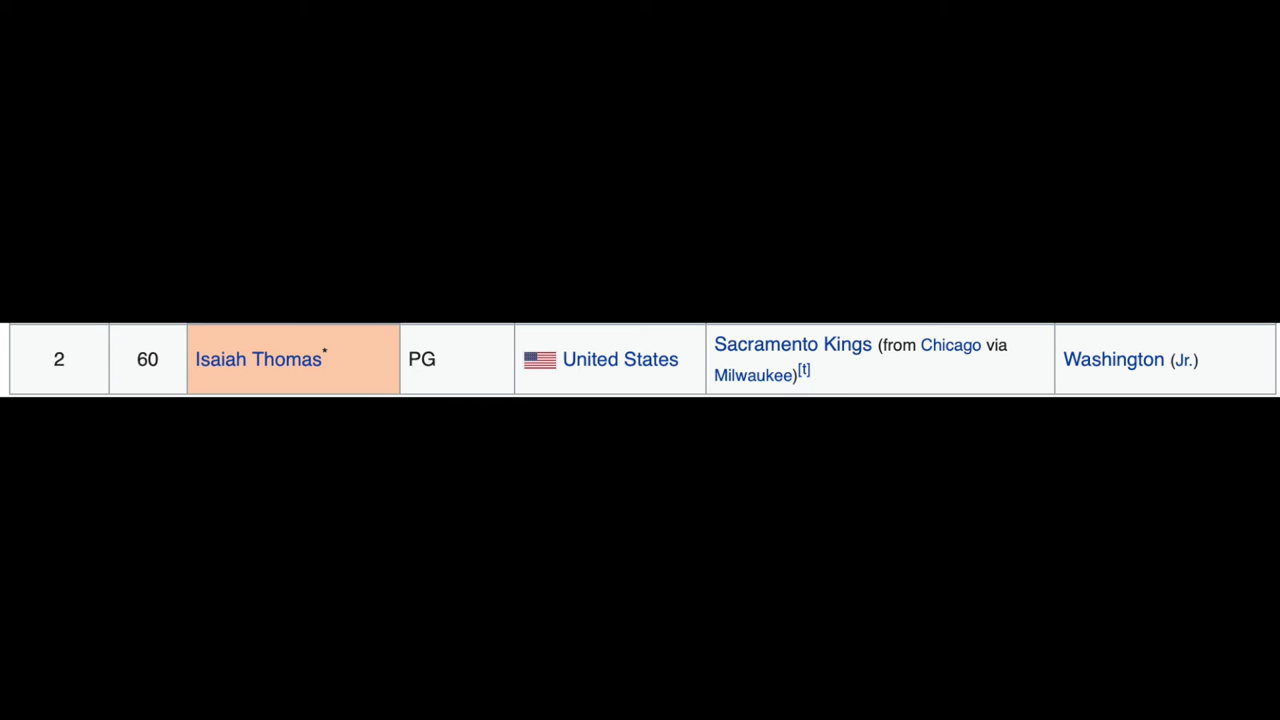 2 60 Isaiah Thomas* PG United States Sacramento Kings (from Chicago via Milwaukee)[t] Washington (Jr.)